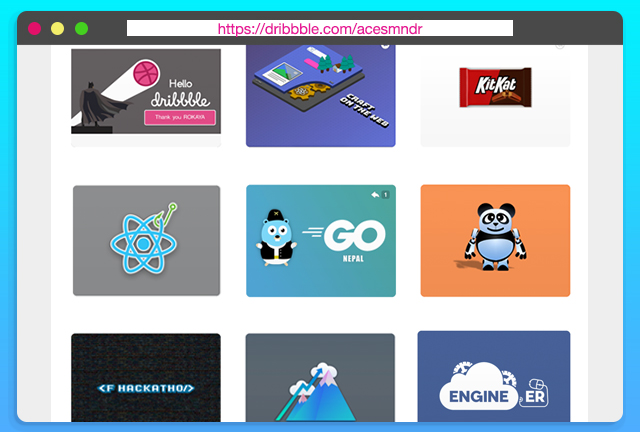 https://dribbble.com/acesmndr
Hello
dribbble
Thank you ROKAYA
CRAFT
ON THE WEB
KitKat
GO
NEPAL
1
<F HACKATHO/>
ENGINE
ER